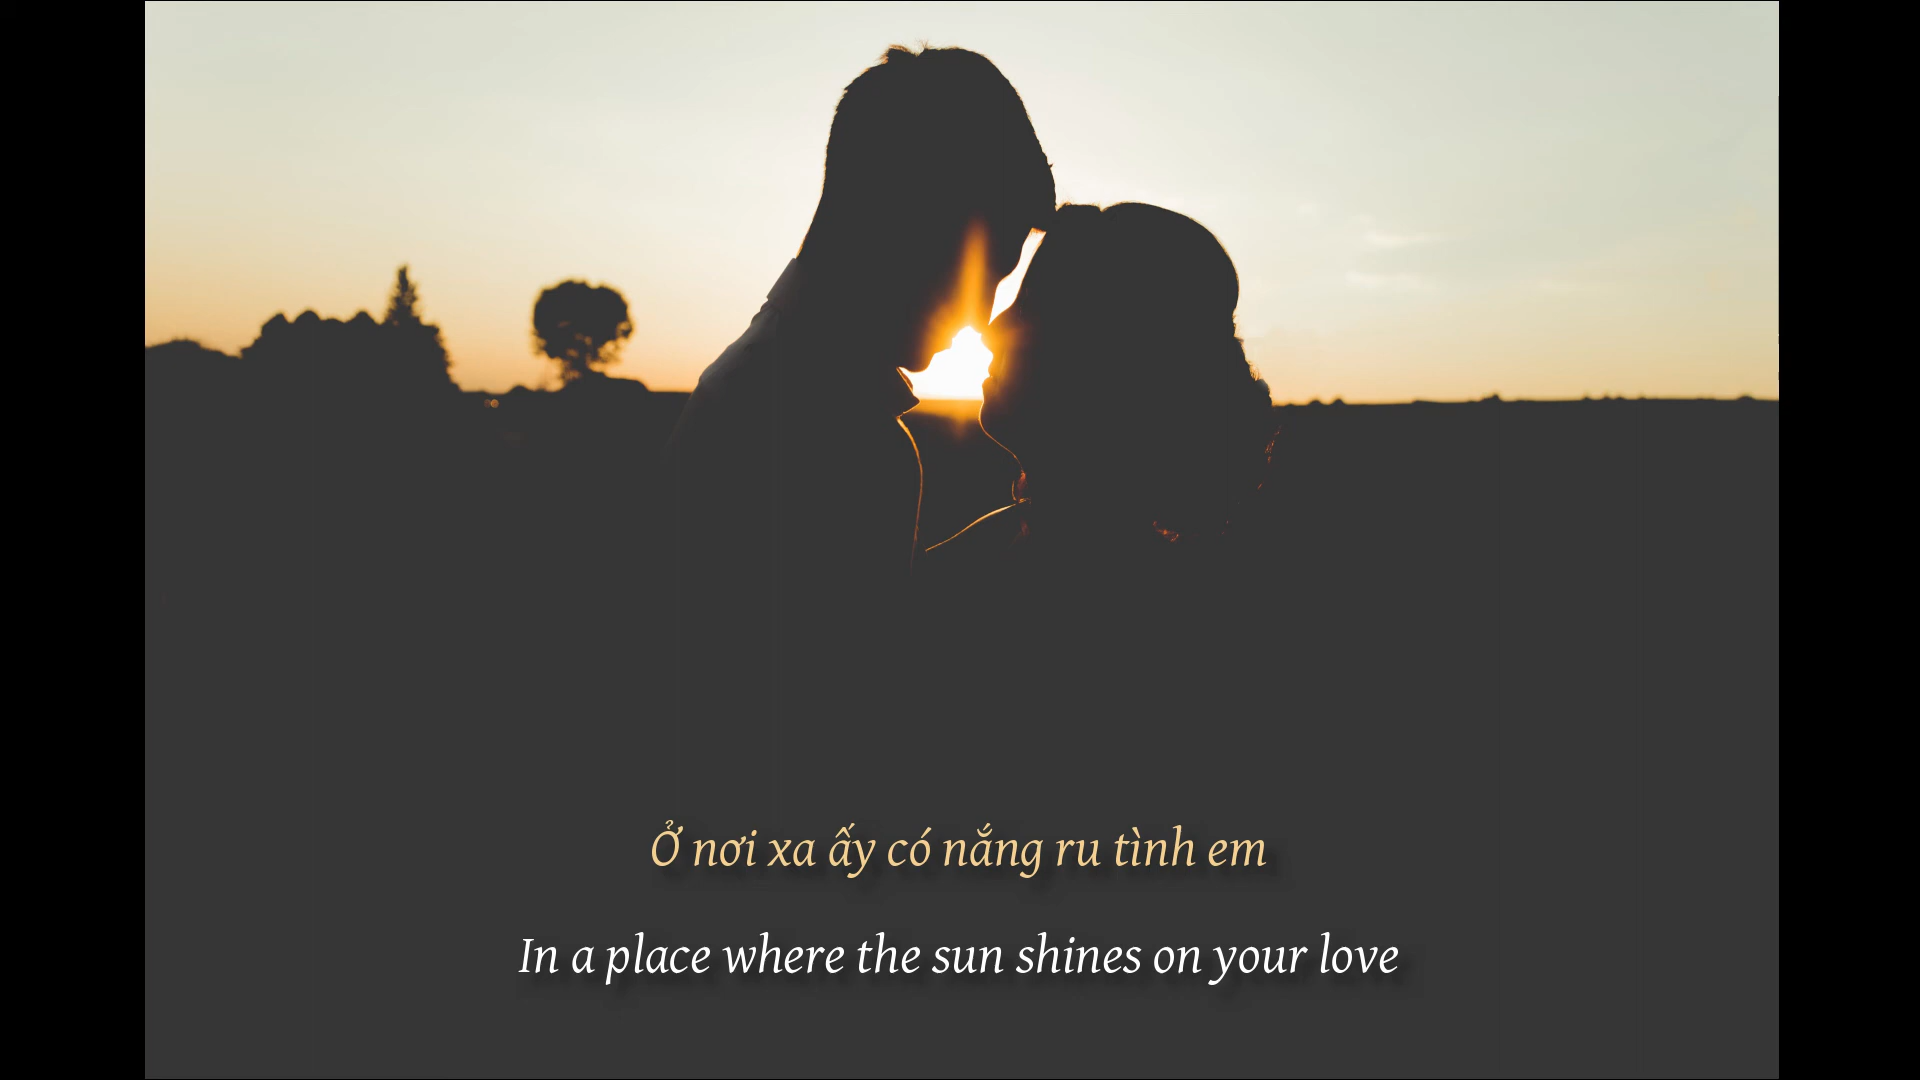 Ở nơi xa ấy có nắng ru tình em
In a place where the sun shines on your love